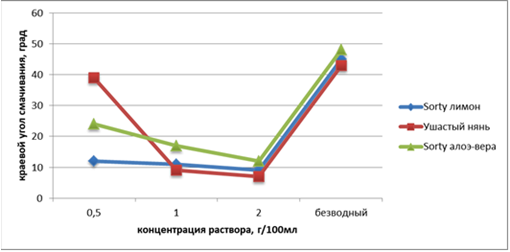 60
50
40
30
20
10
0
краевой угол смачивания, град
0,5 1 2 безводный
концентрация раствора, г/100мл
Sorty лимон
Ушастый нянь
Sorty алоэ-вера